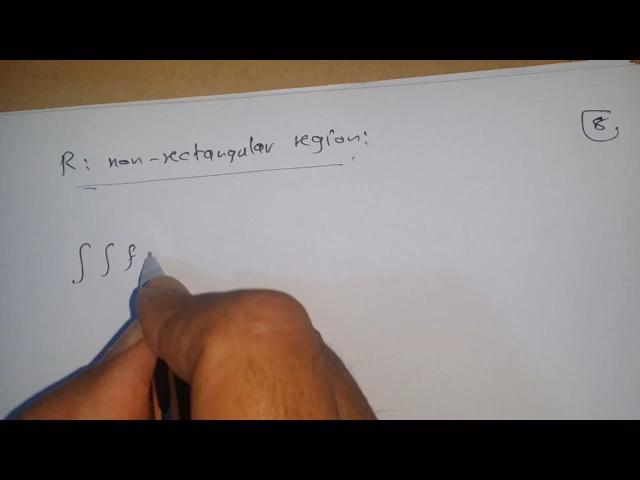 8
R: non-rectangular region:
∫ ∫ f